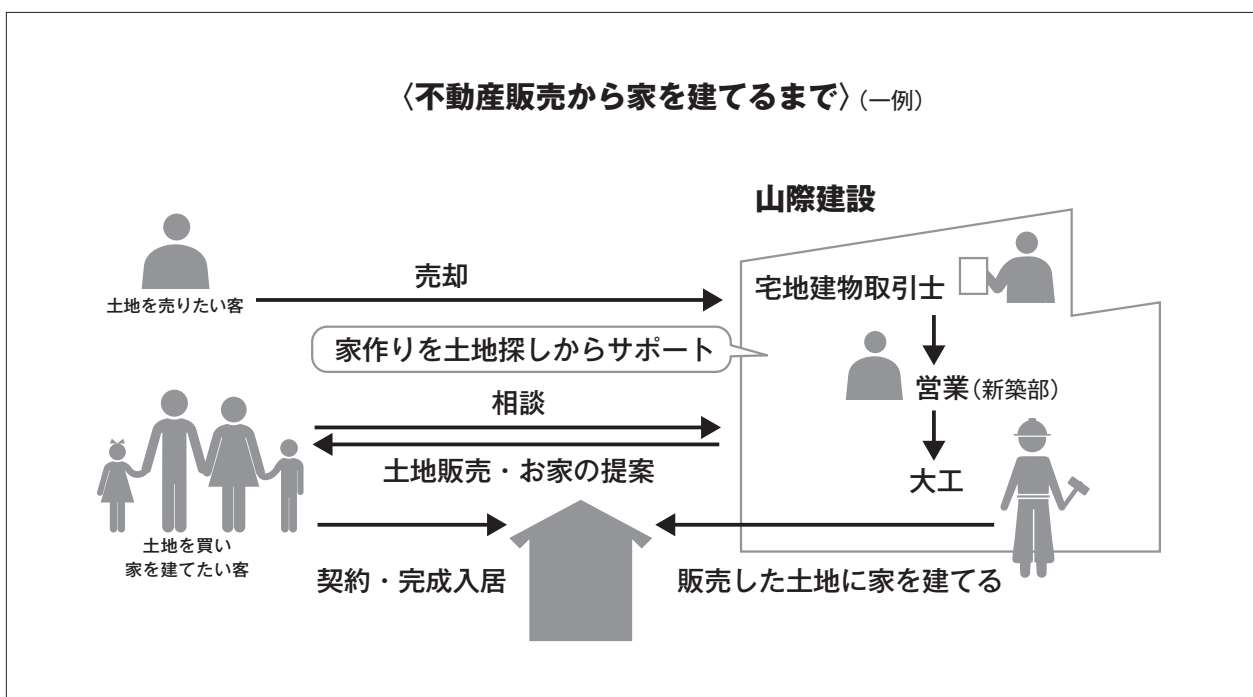 〈不動産販売から家を建てるまで〉(一例)
山際建設
売却
土地を売りたい客
宅地建物取引士
家作りを土地探しからサポート
営業(新築部)
相談
土地販売・お家の提案
大工
土地を買い
家を建てたい客
契約・完成入居
販売した土地に家を建てる